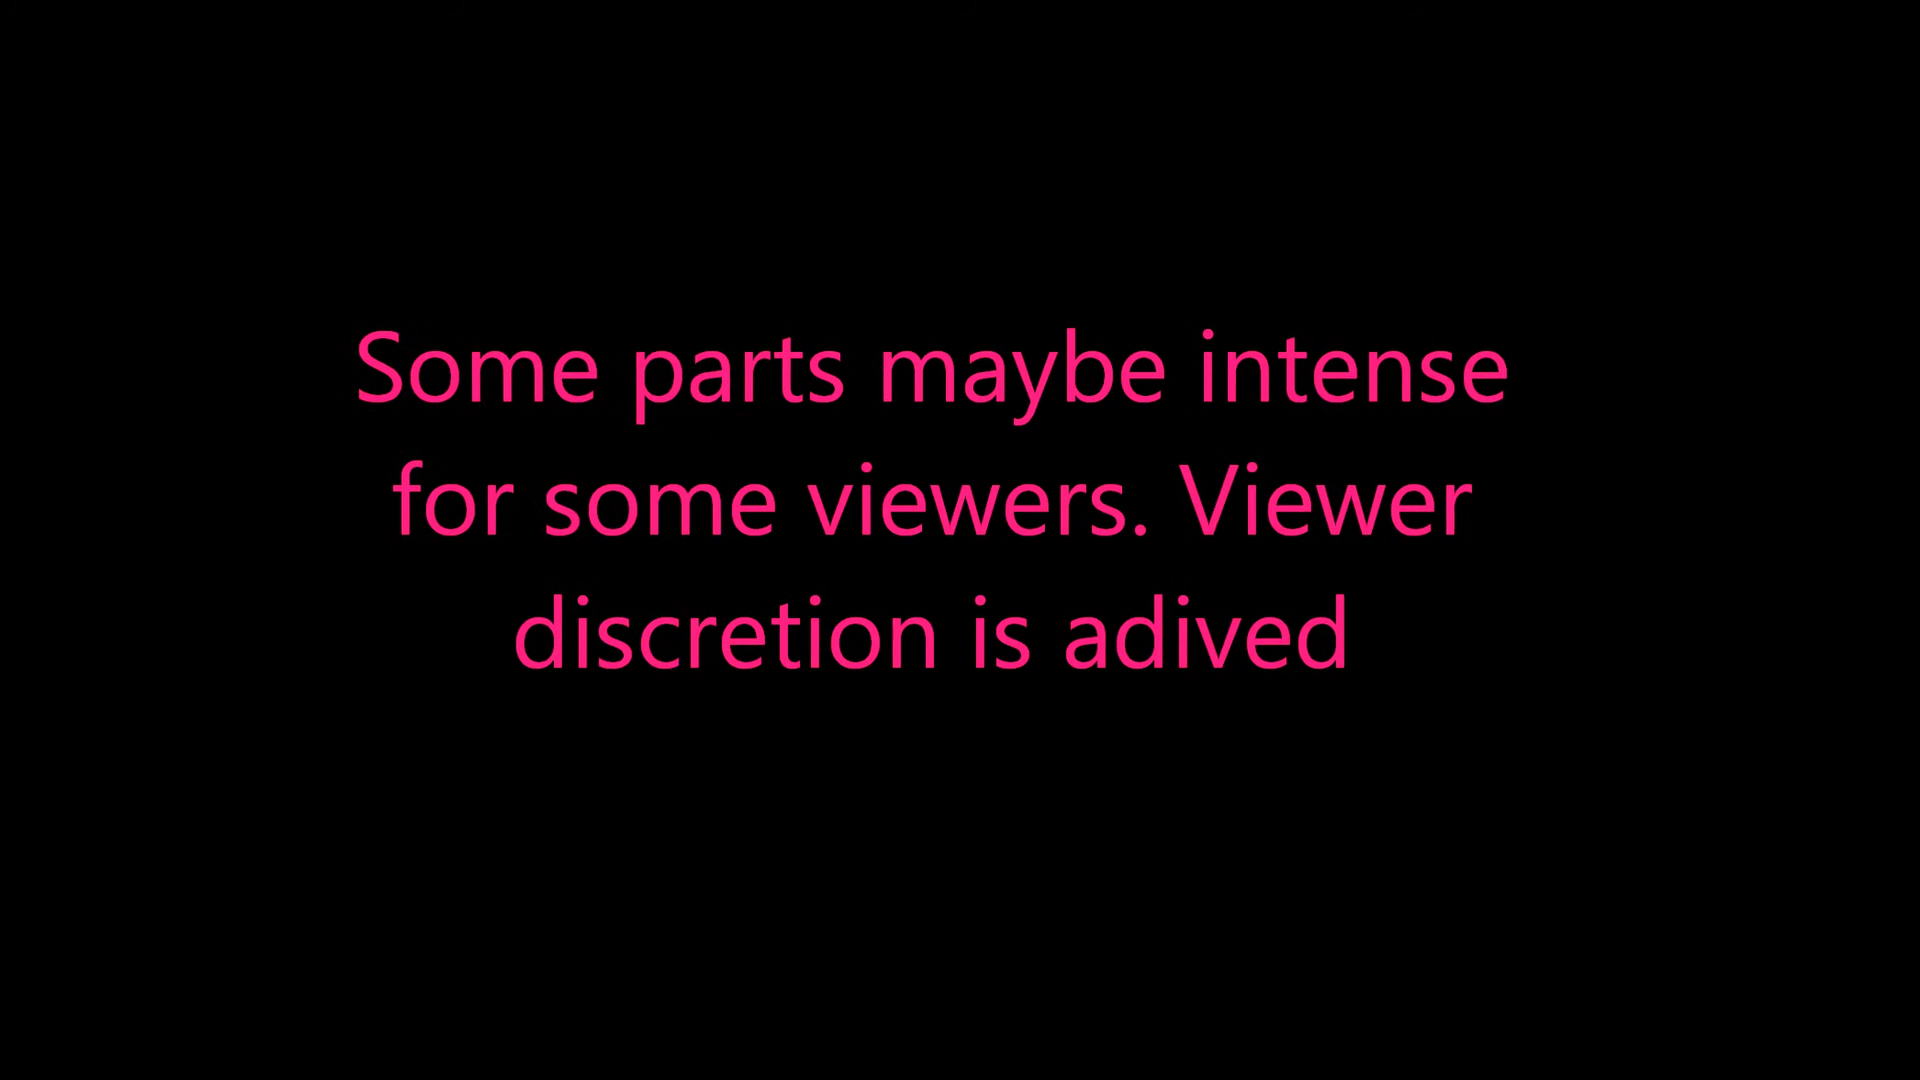 Some parts maybe intense
for some viewers. Viewer
discretion is adived